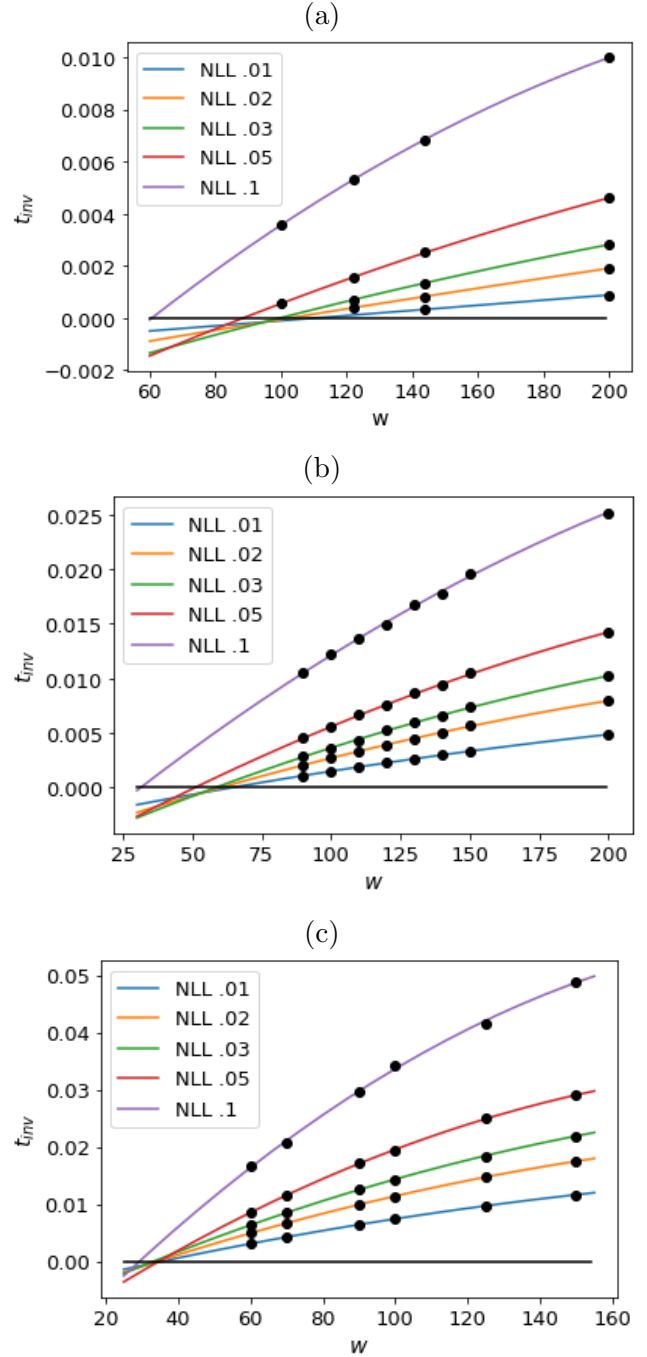 (a)
0.010
0.008
0.006
0.004
0.002
0.000
−0.002
t_inv
NLL .01
NLL .02
NLL .03
NLL .05
NLL .1
60 80 100 120 140 160 180 200
w
(b)
0.025
0.020
0.015
0.010
0.005
0.000
t_inv
NLL .01
NLL .02
NLL .03
NLL .05
NLL .1
25 50 75 100 125 150 175 200
w
(c)
0.05
0.04
0.03
0.02
0.01
0.00
t_inv
NLL .01
NLL .02
NLL .03
NLL .05
NLL .1
20 40 60 80 100 120 140 160
w